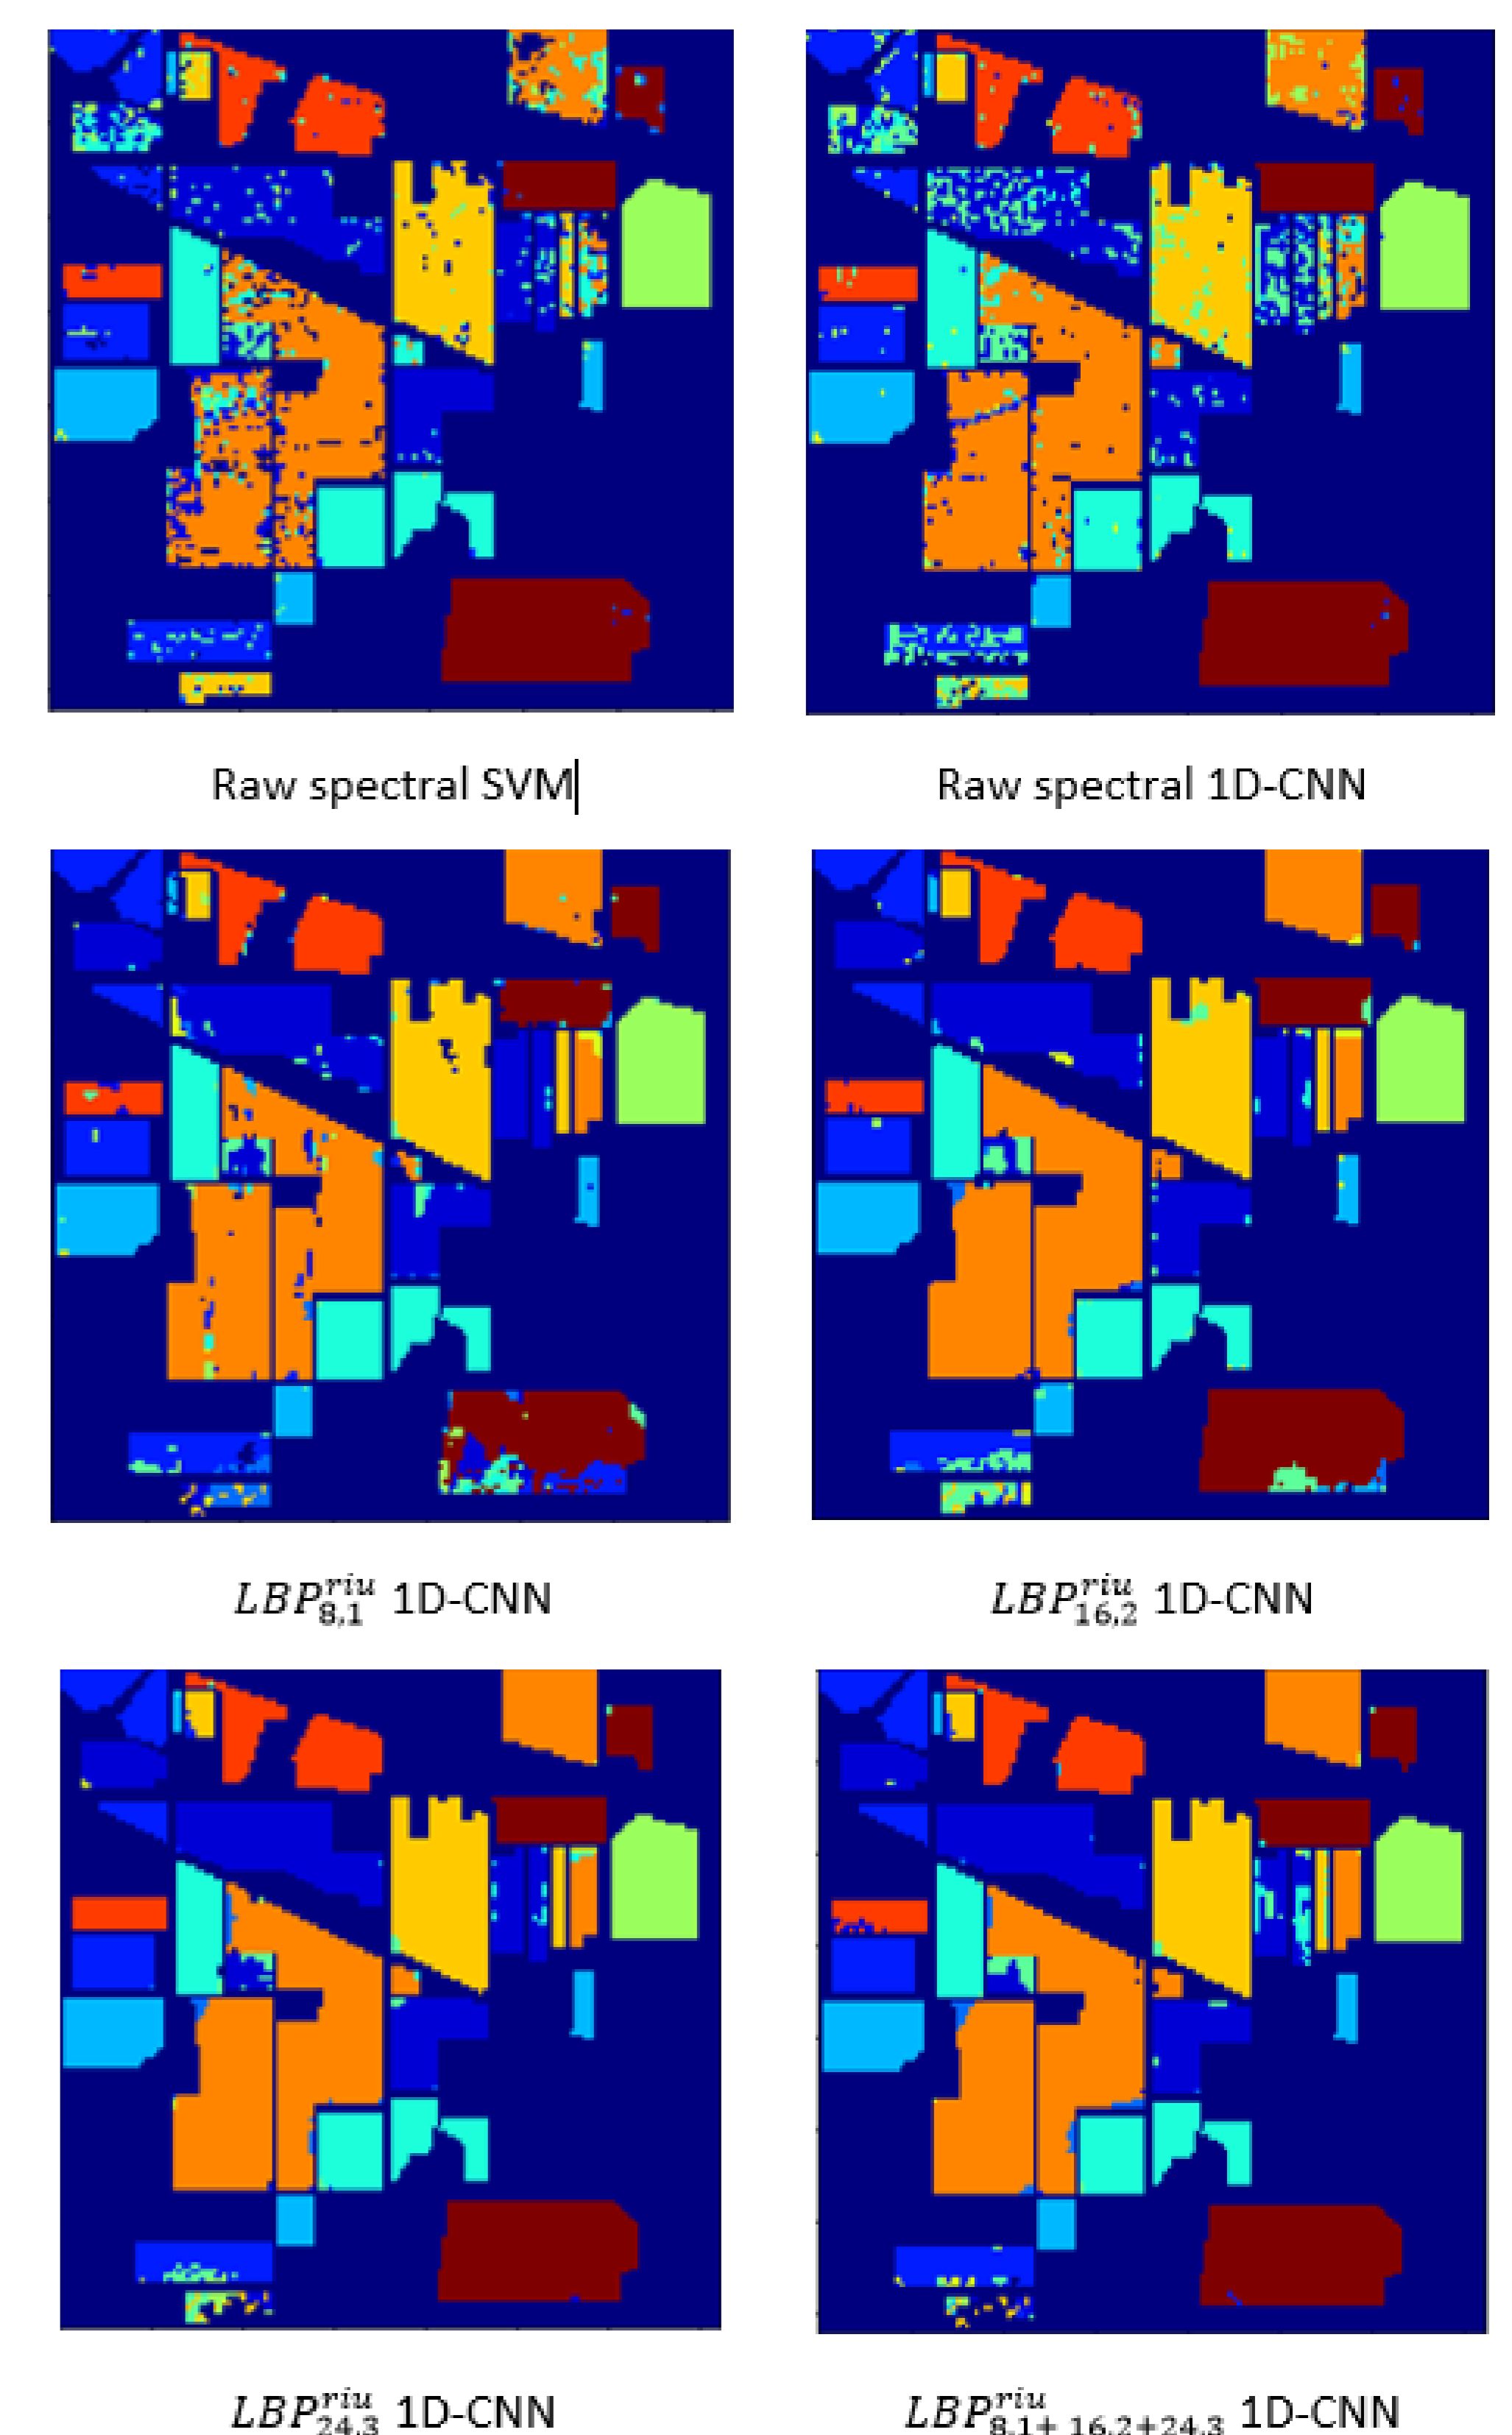 Raw spectral SVM
Raw spectral 1D-CNN
LBP^{riu}_{8,1} 1D-CNN
LBP^{riu}_{16,2} 1D-CNN
LBP^{riu}_{24,3} 1D-CNN
LBP^{riu}_{8,1+ 16,2+24,3} 1D-CNN